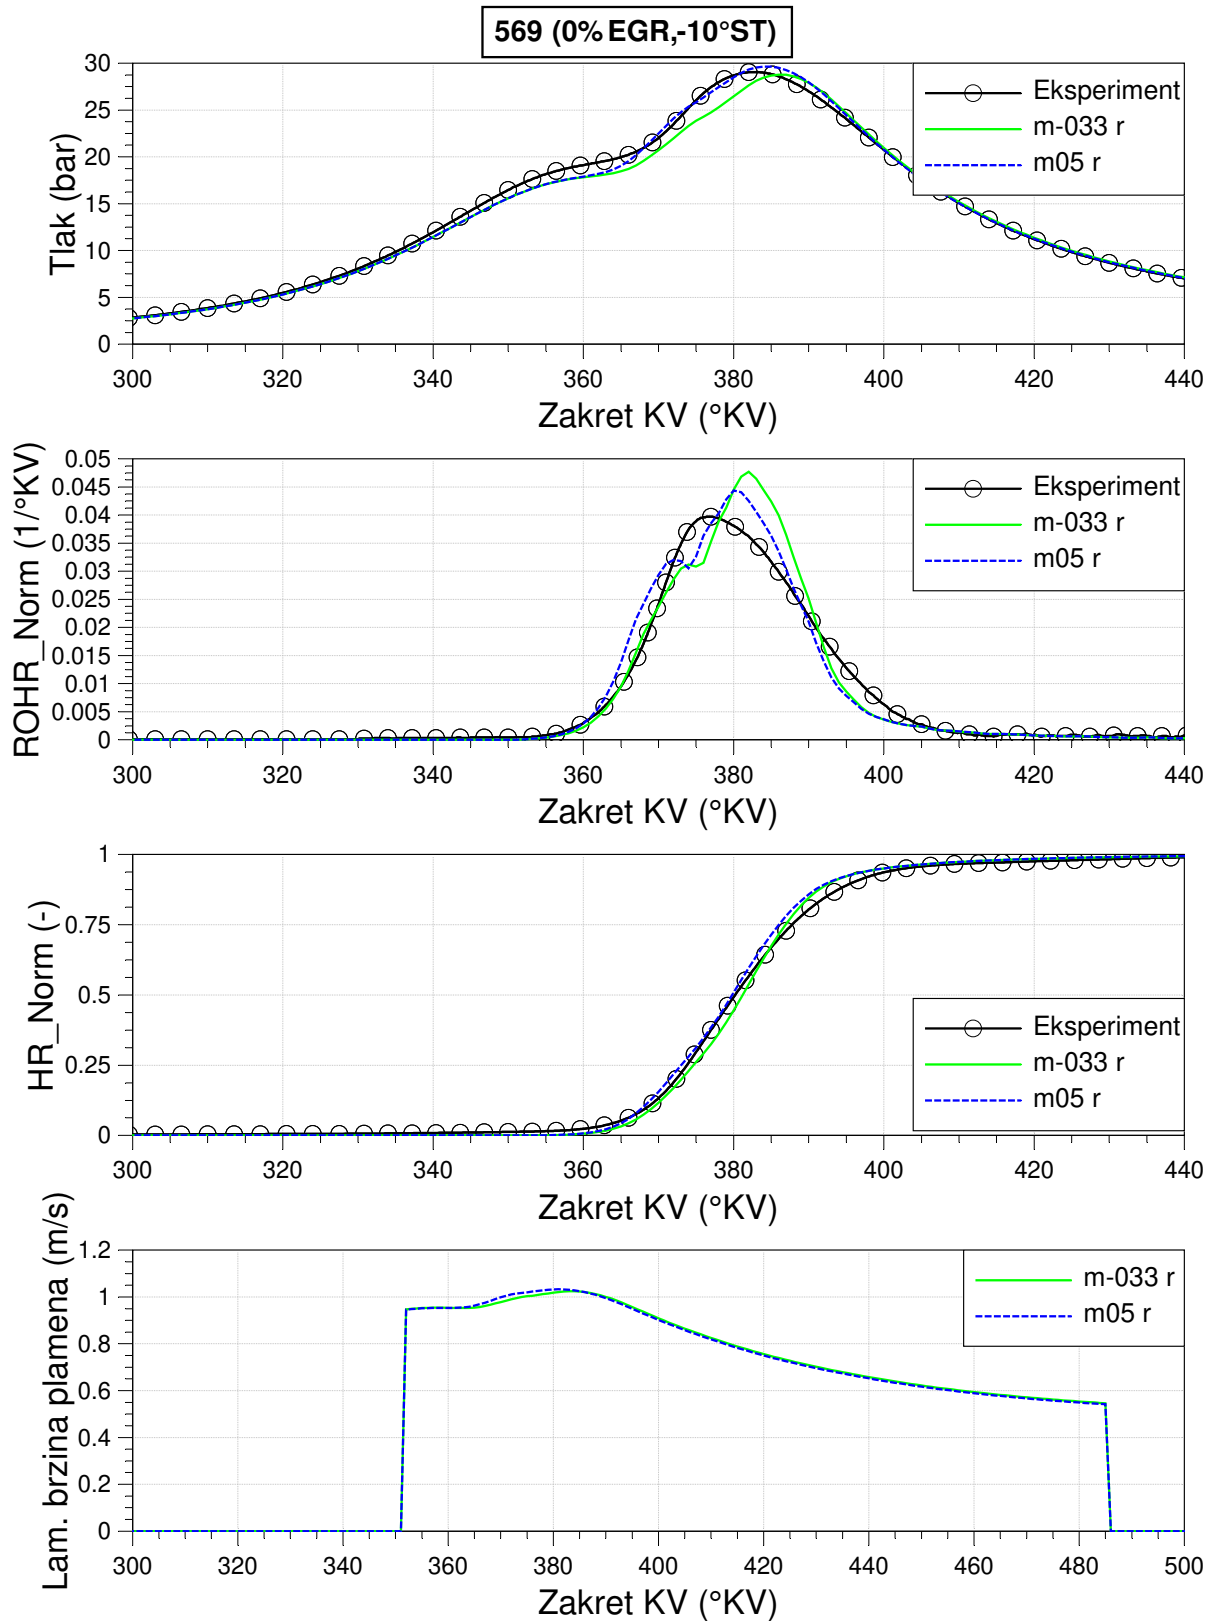 569 (0% EGR,-10°ST)
Tlak (bar)
30
25
20
15
10
5
0
Eksperiment
m-033 r
m05 r
300 320 340 360 380 400 420 440
Zakret KV (°KV)
ROHR_Norm (1/°KV)
0.05
0.045
0.04
0.035
0.03
0.025
0.02
0.015
0.01
0.005
0
Eksperiment
m-033 r
m05 r
300 320 340 360 380 400 420 440
Zakret KV (°KV)
HR_Norm (-)
1
0.75
0.5
0.25
0
Eksperiment
m-033 r
m05 r
300 320 340 360 380 400 420 440
Zakret KV (°KV)
Lam. brzina plamena (m/s)
1.2
1
0.8
0.6
0.4
0.2
0
m-033 r
m05 r
300 320 340 360 380 400 420 440 460 480 500
Zakret KV (°KV)